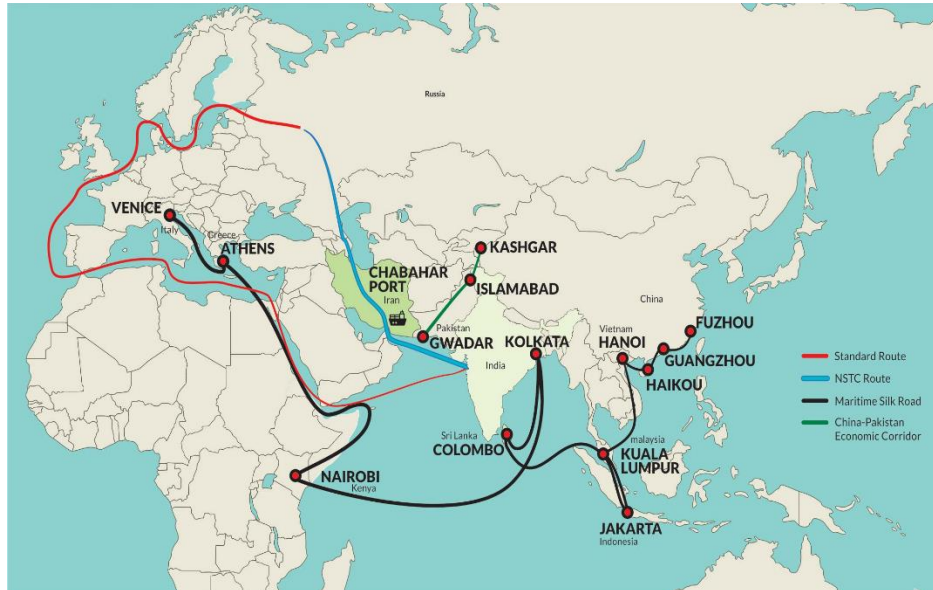 Russia
VENICE
Italy
Greece
ATHENS
CHABAHAR
PORT
Iran
KASHGAR
ISLAMABAD
Pakistan
GWADAR
India
KOLKATA
China
Vietnam
HANOI
FUZHOU
GUANGZHOU
HAIKOU
Sri Lanka
COLOMBO
malaysia
KUALA
LUMPUR
NAIROBI
Kenya
JAKARTA
Indonesia
Standard Route
NSTC Route
Maritime Silk Road
China-Pakistan
Economic Corridor